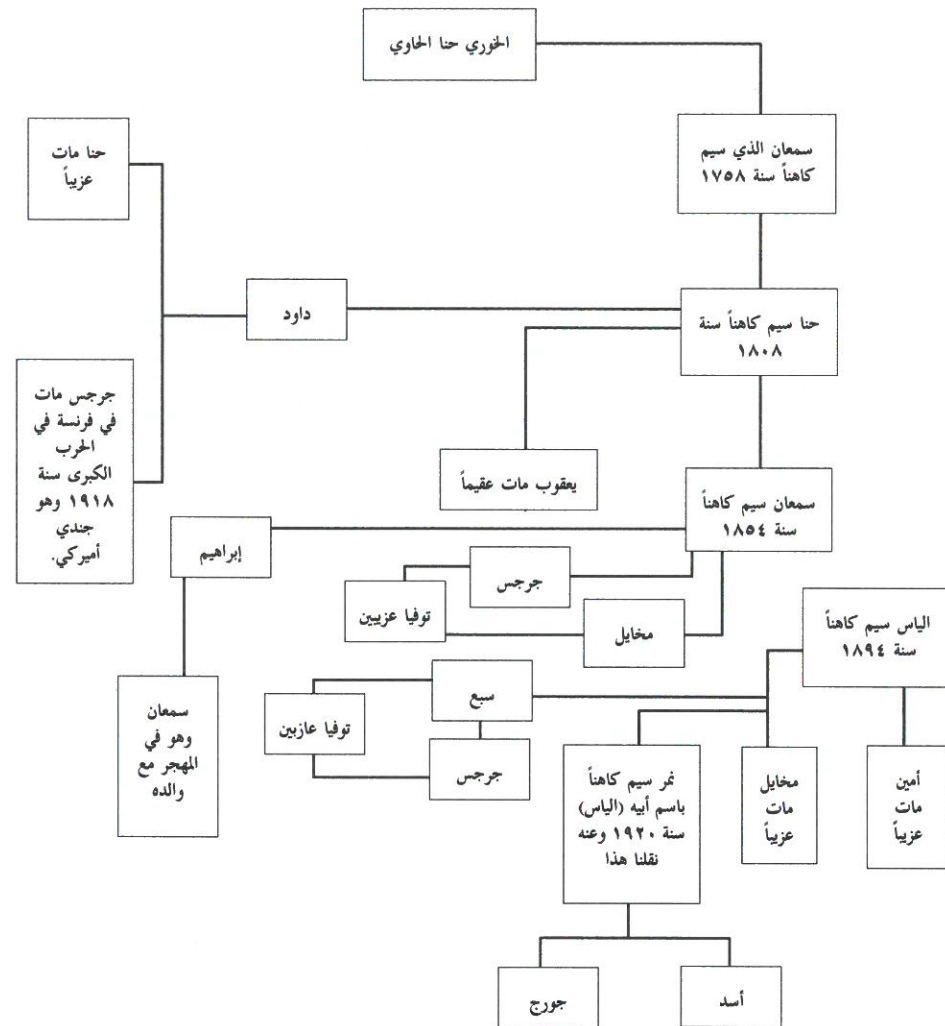 الخوري حنا الحاوي
سمعان الذي سيم
كاهناً سنة ١٧٥٨
حنا مات
عزيباً
حنا سيم كاهناً سنة
١٨٠٨
داود
جرجس مات
في فرنسة في
الحرب
الكبرى سنة
١٩١٨ وهو
جندي
أميركي.
يعقوب مات عقيماً
سمعان سيم كاهناً
سنة ١٨٥٤
إبراهيم
جرجس
توفيا عزيبين
مخايل
الياس سيم كاهناً
سنة ١٨٩٤
سمعان
وهو في
المهجر مع
والده
سبع
توفيا عازبين
جرجس
نمر سيم كاهناً
باسم أبيه (الياس)
سنة ١٩٢٠ وعنه
نقلنا هذا
مخايل
مات
عزيباً
أمين
مات
عزيباً
أسد
جورج